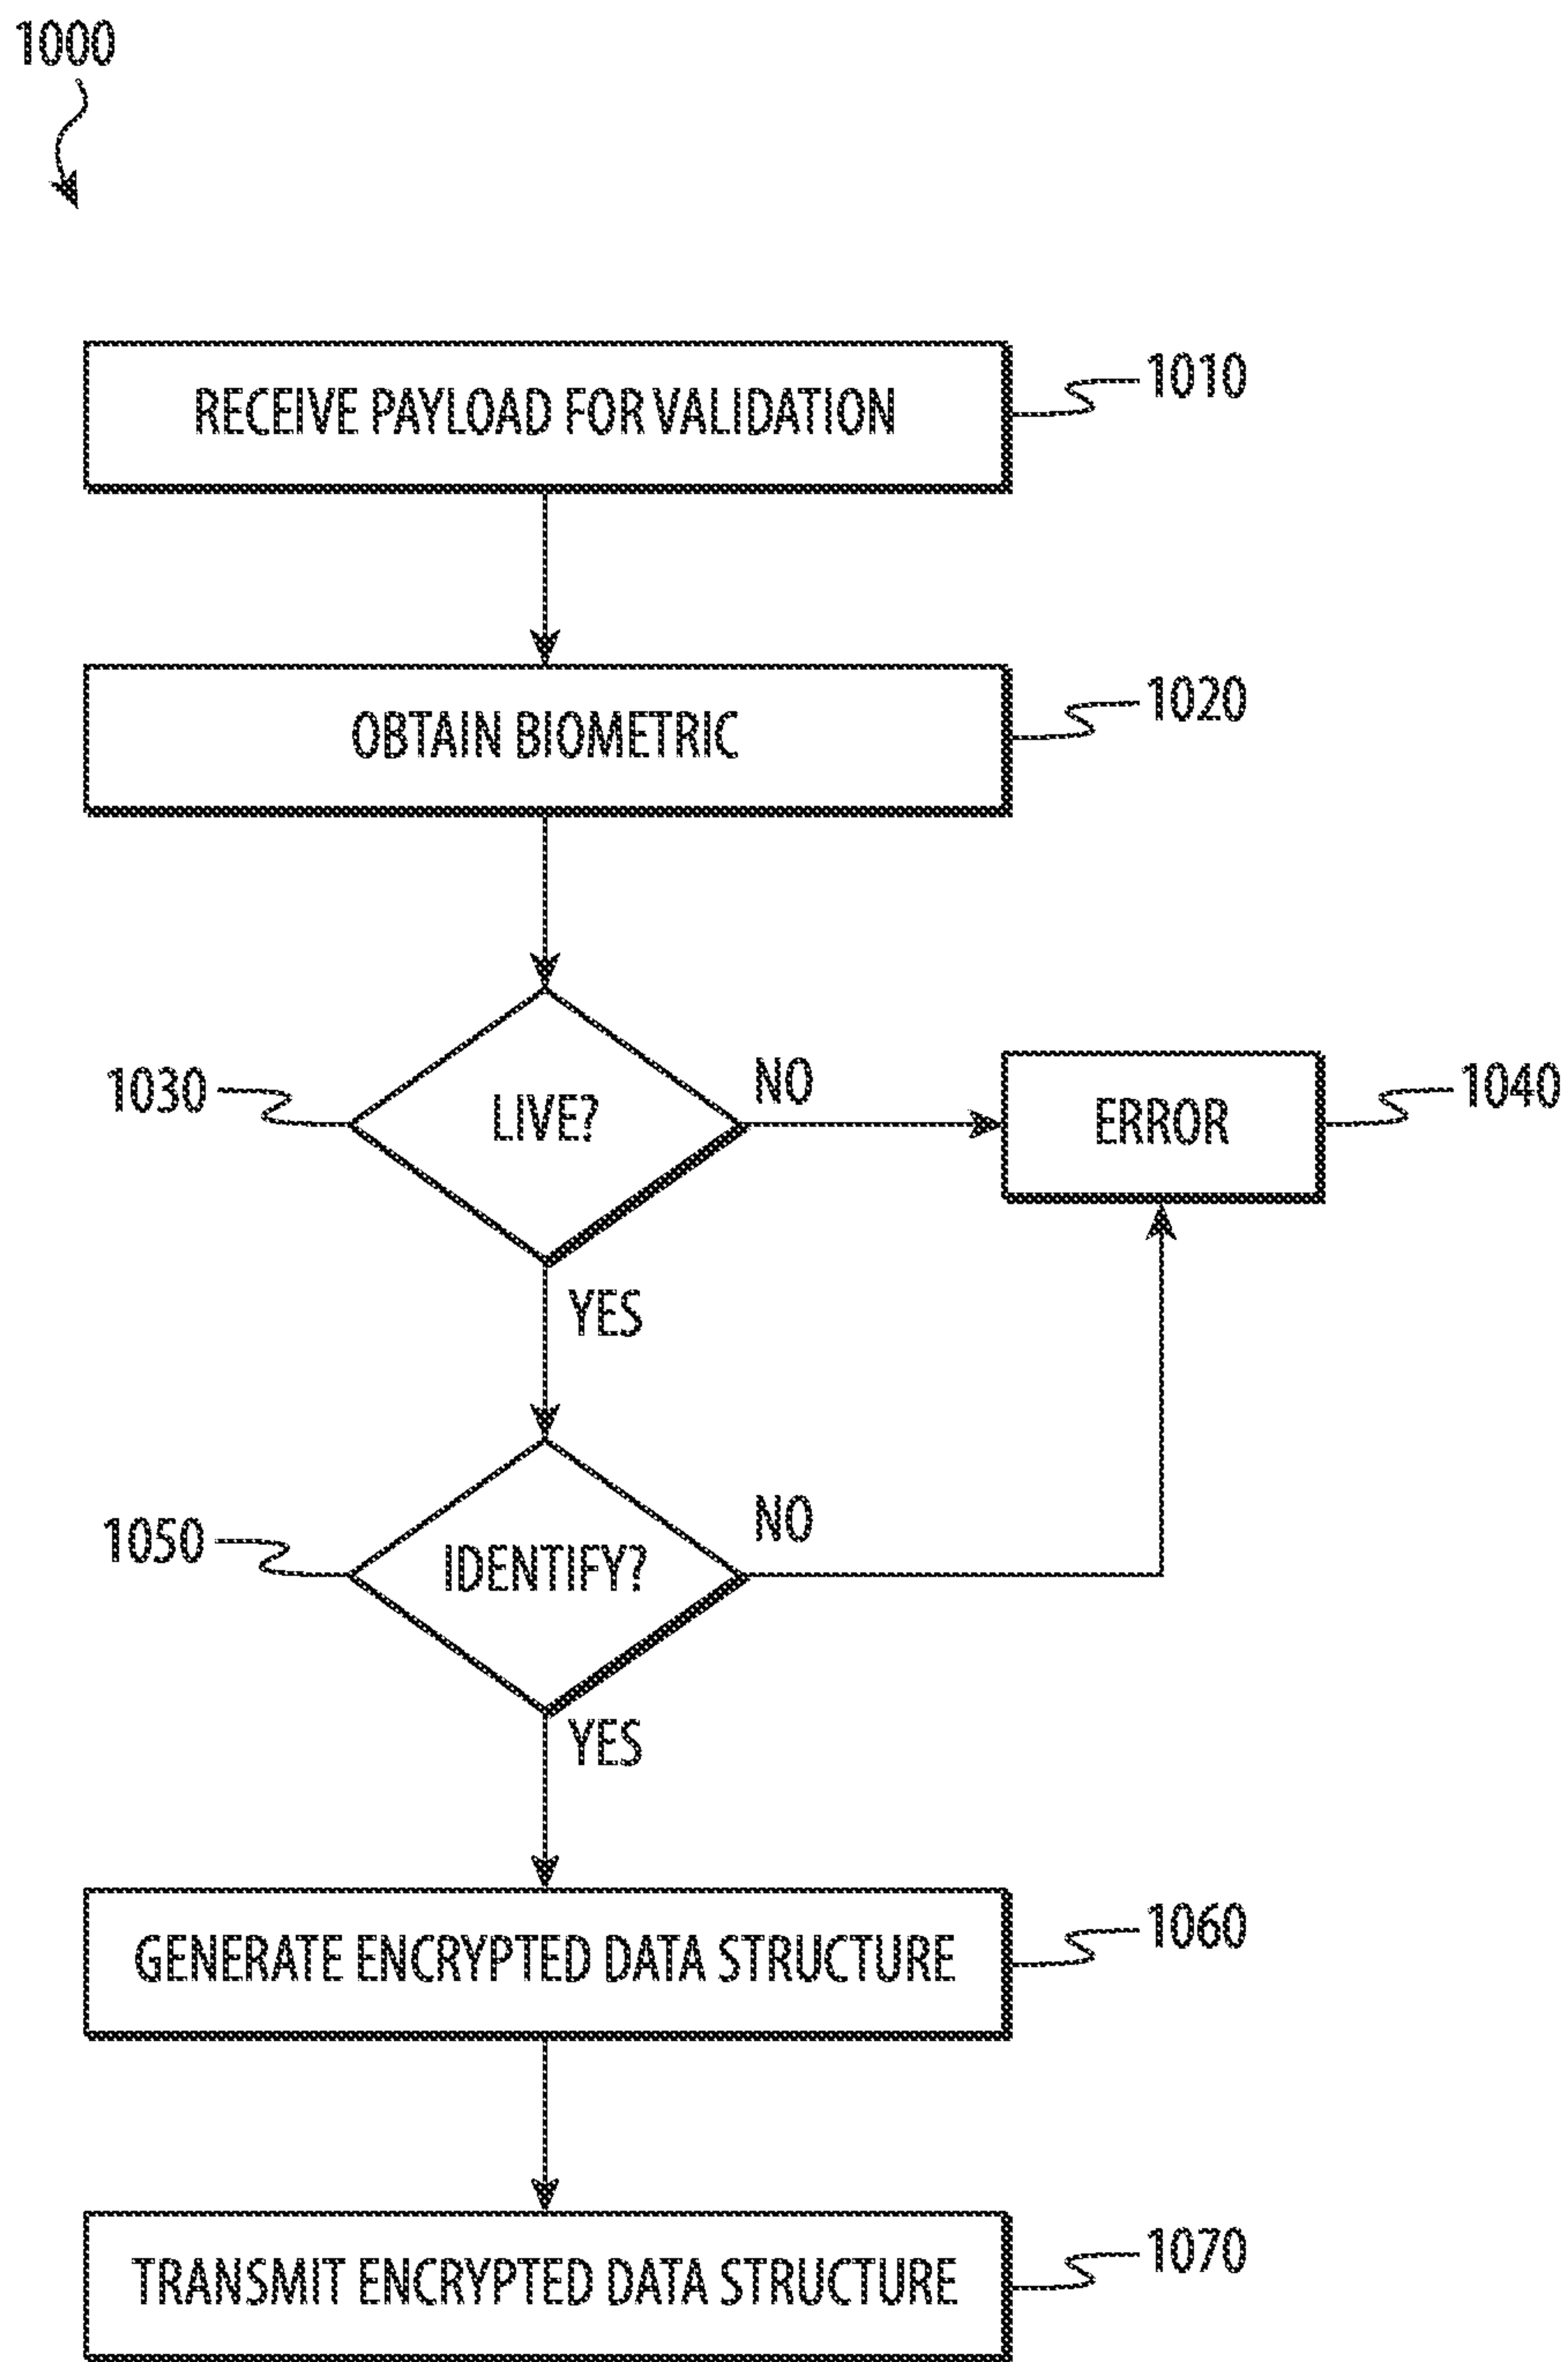 1000
RECEIVE PAYLOAD FOR VALIDATION
1010
OBTAIN BIOMETRIC
1020
1030
LIVE?
NO
ERROR
1040
YES
1050
IDENTIFY?
NO
YES
GENERATE ENCRYPTED DATA STRUCTURE
1060
TRANSMIT ENCRYPTED DATA STRUCTURE
1070